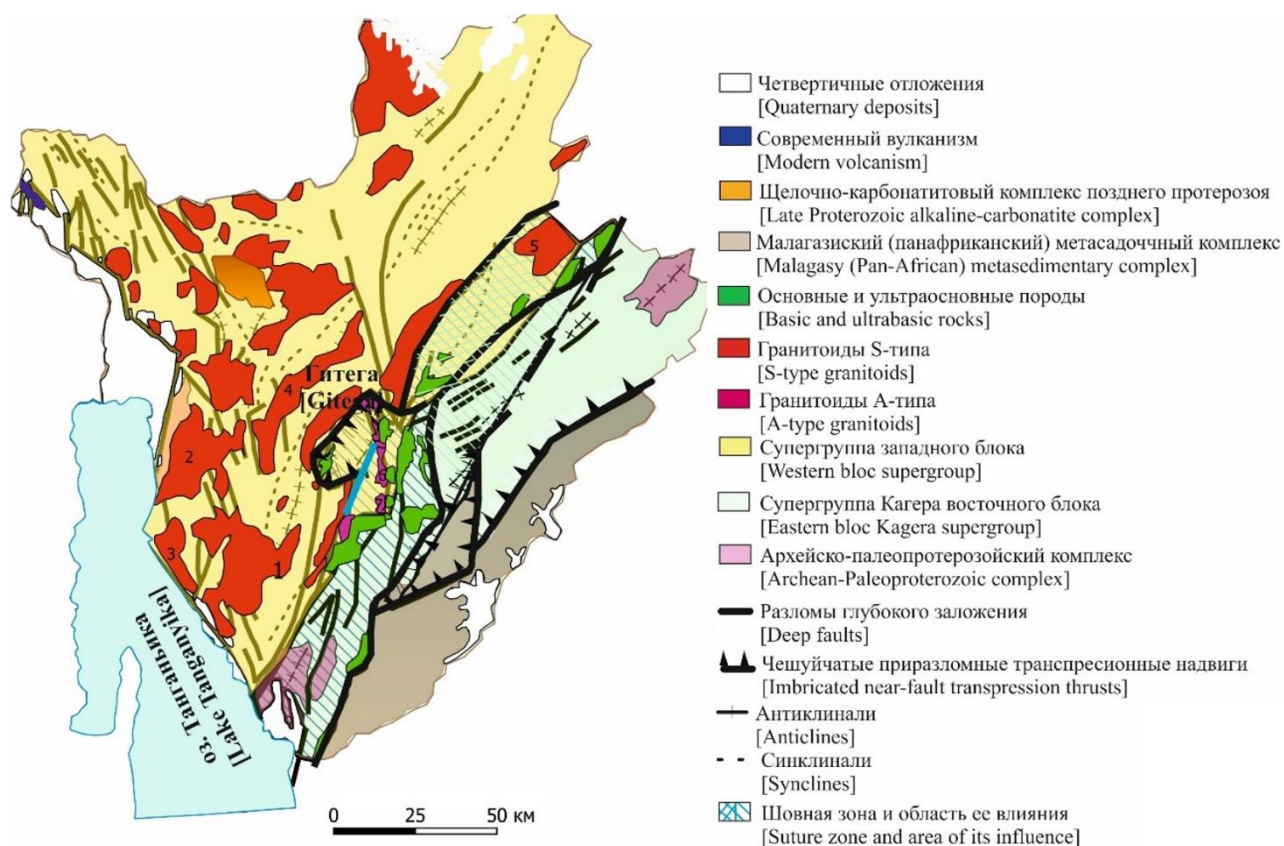 5
Гитега
[Gitega]
4
2
3
1
оз. Танганьика
[Lake Tanganyika]
0 25 50 км
Четвертичные отложения
[Quaternary deposits]
Современный вулканизм
[Modern volcanism]
Щелочно-карбонатитовый комплекс позднего протерозоя
[Late Proterozoic alkaline-carbonatite complex]
Малагазиский (панафриканский) метасадочный комплекс
[Malagasy (Pan-African) metasedimentary complex]
Основные и ультраосновные породы
[Basic and ultrabasic rocks]
Гранитоиды S-типа
[S-type granitoids]
Гранитоиды А-типа
[A-type granitoids]
Супергруппа западного блока
[Western bloc supergroup]
Супергруппа Кагера восточного блока
[Eastern bloc Kagera supergroup]
Архейско-палеопротерозойский комплекс
[Archean-Paleoproterozoic complex]
Разломы глубокого заложения
[Deep faults]
Чешуйчатые приразломные транспресионные надвиги
[Imbricated near-fault transpression thrusts]
Антиклинали
[Anticlines]
Синклинали
[Synclines]
Шовная зона и область ее влияния
[Suture zone and area of its influence]